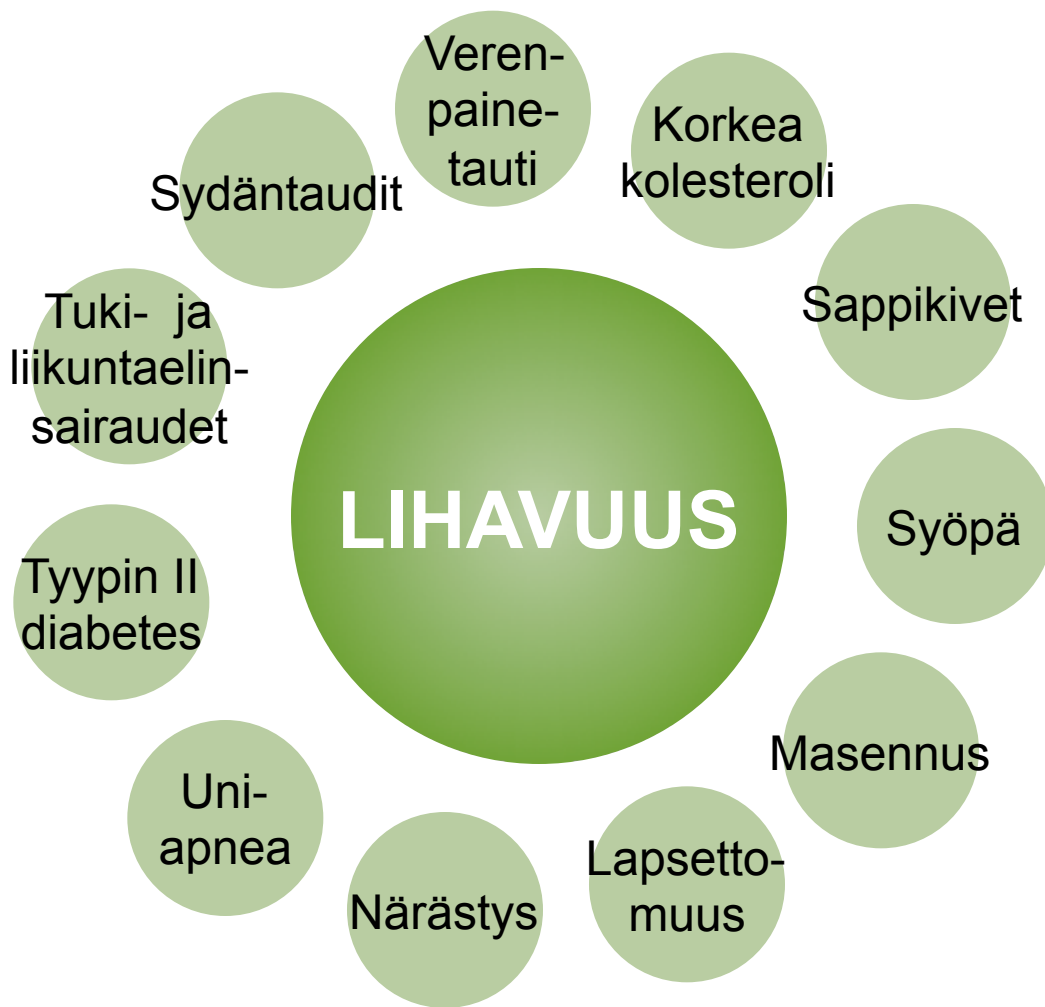 Veren-
paine-
tauti
Korkea
kolesteroli
Sydäntaudit
Sappikivet
Tuki- ja
liikuntaelin-
sairaudet
LIHAVUUS
Syöpä
Tyypin II
diabetes
Masennus
Uni-
apnea
Lapsetto-
muus
Närästys